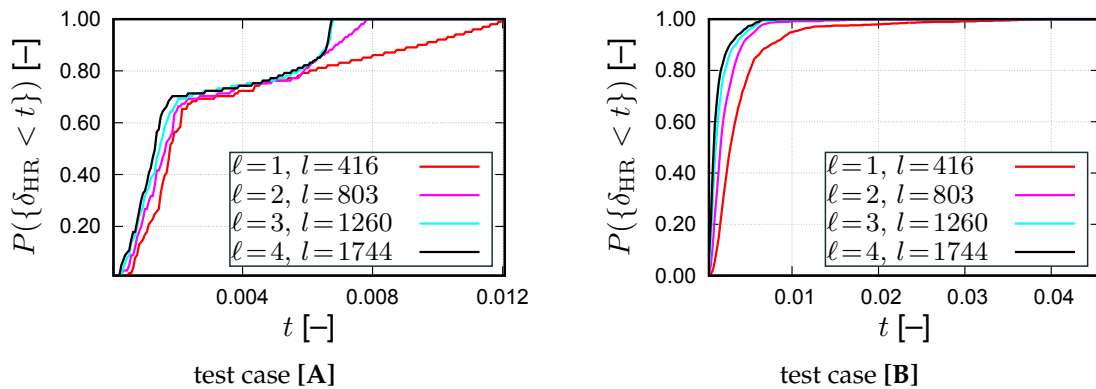 P({δ_HR < t}) [–]
1.00
0.80
0.60
0.40
0.20
ℓ=1, l=416
ℓ=2, l=803
ℓ=3, l=1260
ℓ=4, l=1744
0.004
0.008
0.012
t [–]
test case [A]
P({δ_HR < t}) [–]
1.00
0.80
0.60
0.40
0.20
0.00
ℓ=1, l=416
ℓ=2, l=803
ℓ=3, l=1260
ℓ=4, l=1744
0.01
0.02
0.03
0.04
t [–]
test case [B]